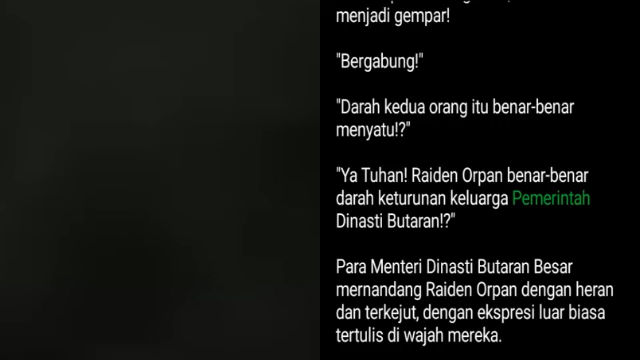 menjadi gempar!
"Bergabung!"
"Darah kedua orang itu benar-benar
menyatu!?"
"Ya Tuhan! Raiden Orpan benar-benar
darah keturunan keluarga Pemerintah
Dinasti Butaran!?"
Para Menteri Dinasti Butaran Besar
mernandang Raiden Orpan dengan heran
dan terkejut, dengan ekspresi luar biasa
tertulis di wajah mereka.